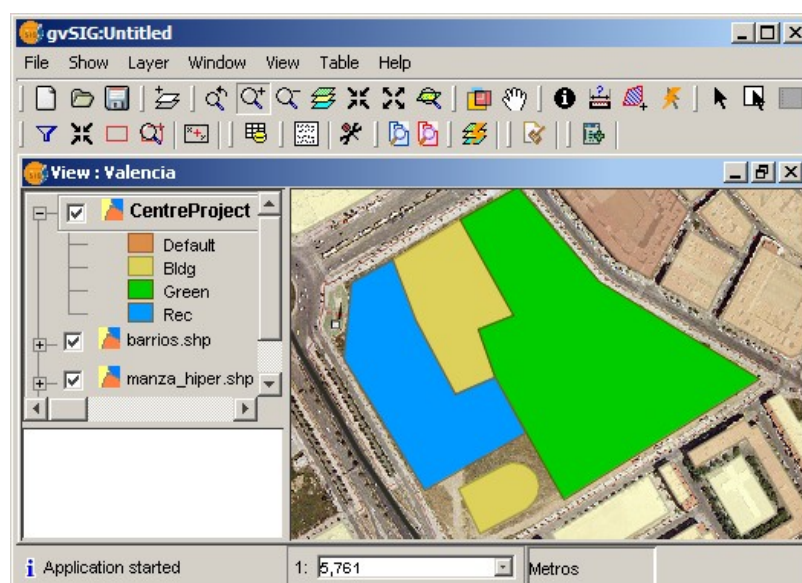 gvSIG:Untitled
File Show Layer Window View Table Help
View : Valencia
CentreProject
Default
Bldg
Green
Rec
barrios.shp
manza_hiper.shp
Application started 1: 5,761 Metros